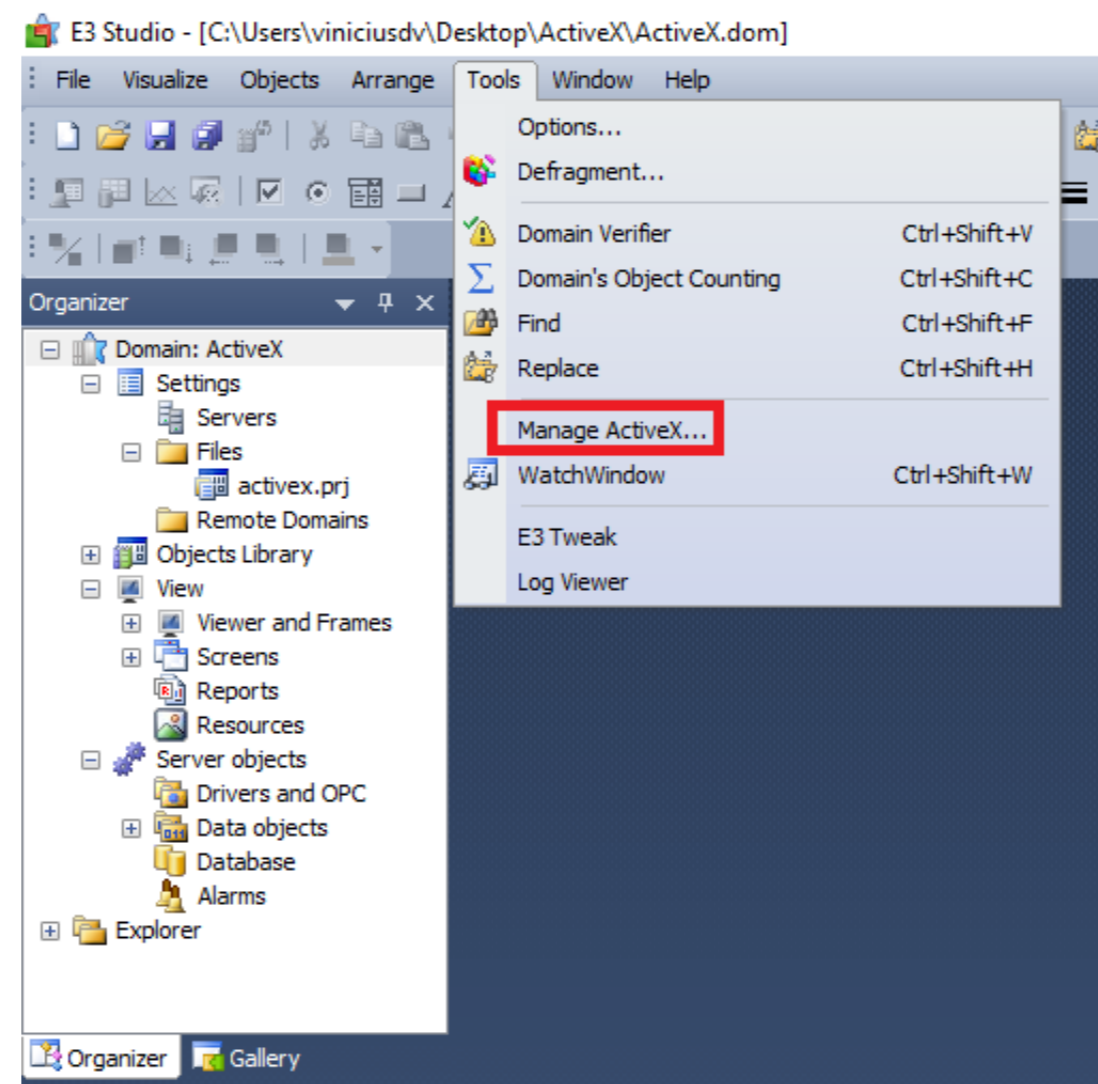 E3 Studio - [C:\Users\viniciusdv\Desktop\ActiveX\ActiveX.dom]
File Visualize Objects Arrange Tools Window Help
Options...
Defragment...
Domain Verifier Ctrl+Shift+V
Domain's Object Counting Ctrl+Shift+C
Find Ctrl+Shift+F
Replace Ctrl+Shift+H
Manage ActiveX...
WatchWindow Ctrl+Shift+W
E3 Tweak
Log Viewer
Organizer
Domain: ActiveX
Settings
Servers
Files
activex.prj
Remote Domains
Objects Library
View
Viewer and Frames
Screens
Reports
Resources
Server objects
Drivers and OPC
Data objects
Database
Alarms
Explorer
Organizer Gallery